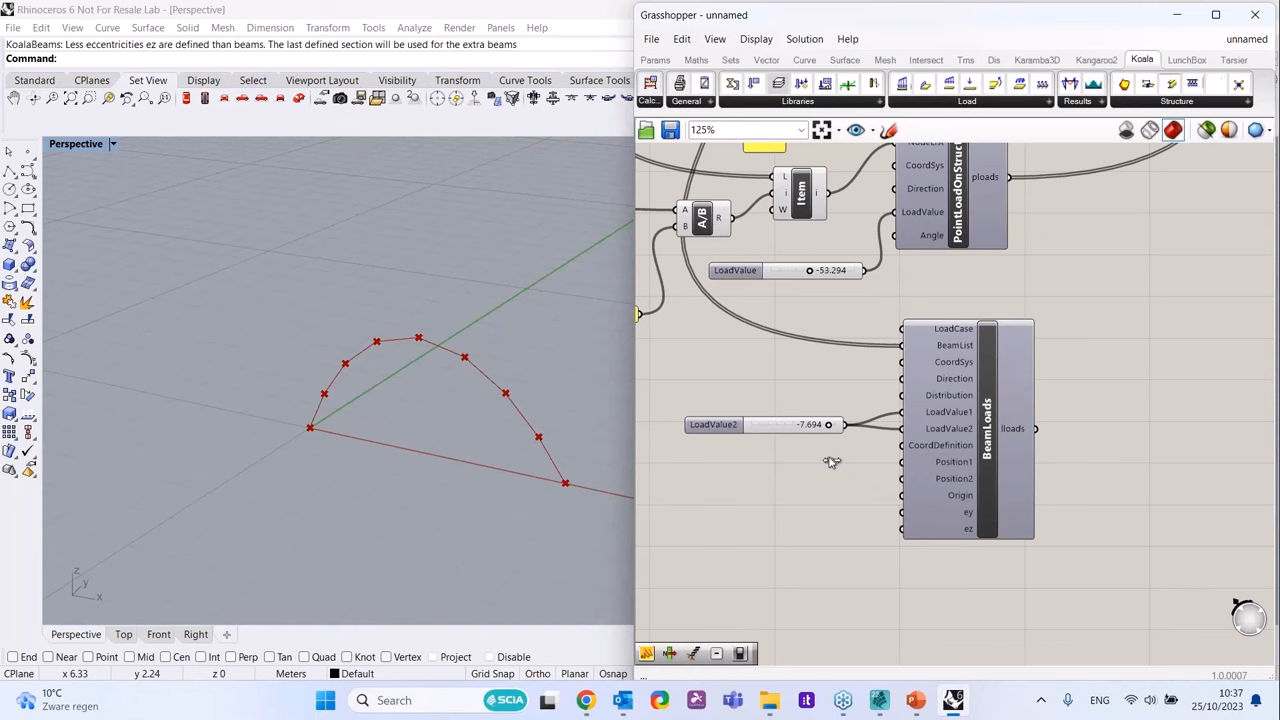 Rhinoceros 6 Not For Resale Lab - [Perspective]
File Edit View Curve Surface Solid Mesh Dimension Transform Tools Analyze Render Panels Help
KoalaBeams: Less eccentricities ez are defined than beams. The last defined section will be used for the extra beams
Command:
Standard CPlanes Set View Display Select Viewport Layout Visibility Transform Curve Tools Surface Tools
Perspective
z
y
x
Perspective Top Front Right
End Near Point Mid Cen Int Perp Tan Quad Knot Vertex Project Disable
CPlane x 6.33 y 2.24 z 0 Meters Default Grid Snap Ortho Planar Osnap
Grasshopper - unnamed
File Edit View Display Solution Help unnamed
Params Maths Sets Vector Curve Surface Mesh Intersect Tms Dis Karamba3D Kangaroo2 Koala LunchBox Tarsier
Calc... General Libraries Load Results Structure
125%
CoordSys
Direction
LoadValue
Angle
PointLoadOnStruct
ploads
L
i
W
Item
i
A
B
A/B
R
LoadValue -53.294
LoadCase
BeamList
CoordSys
Direction
Distribution
LoadValue1
LoadValue2
CoordDefinition
Position1
Position2
Origin
ey
ez
BeamLoads
lloads
LoadValue2 -7.694
...
1.0.0007
10°C
Zware regen
Search
SCIA
ENG
10:37
25/10/2023